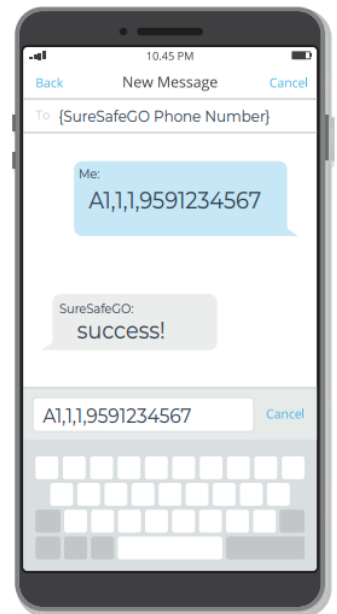 10.45 PM
Back New Message Cancel
To {SureSafeGO Phone Number}
Me:
A1,1,1,9591234567
SureSafeGO:
success!
A1,1,1,9591234567 Cancel